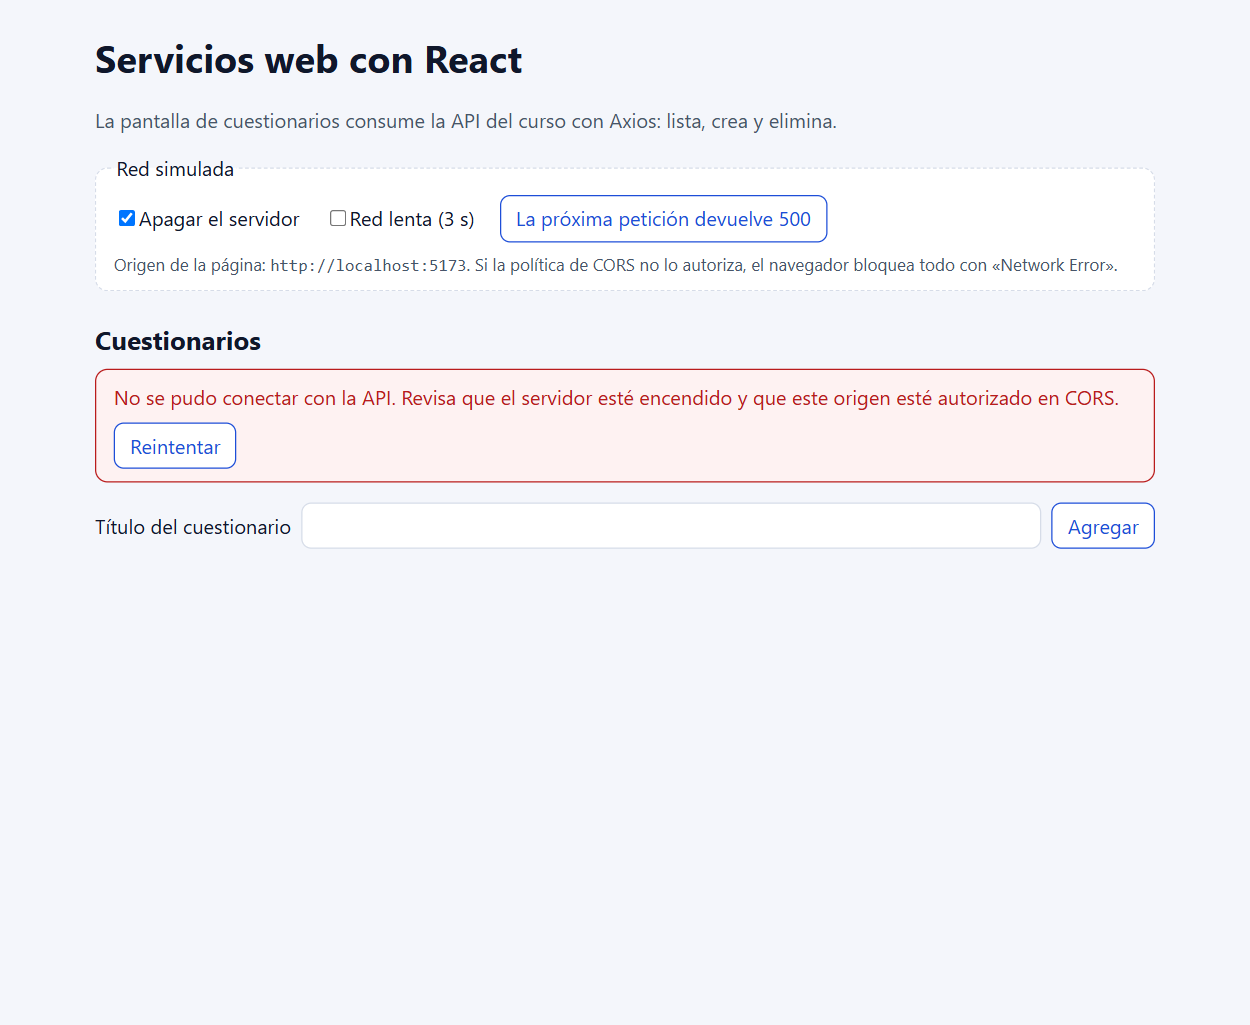 Servicios web con React
La pantalla de cuestionarios consume la API del curso con Axios: lista, crea y elimina.
Red simulada
Apagar el servidor
Red lenta (3 s)
La próxima petición devuelve 500
Origen de la página: http://localhost:5173. Si la política de CORS no lo autoriza, el navegador bloquea todo con «Network Error».
Cuestionarios
No se pudo conectar con la API. Revisa que el servidor esté encendido y que este origen esté autorizado en CORS.
Reintentar
Título del cuestionario
Agregar